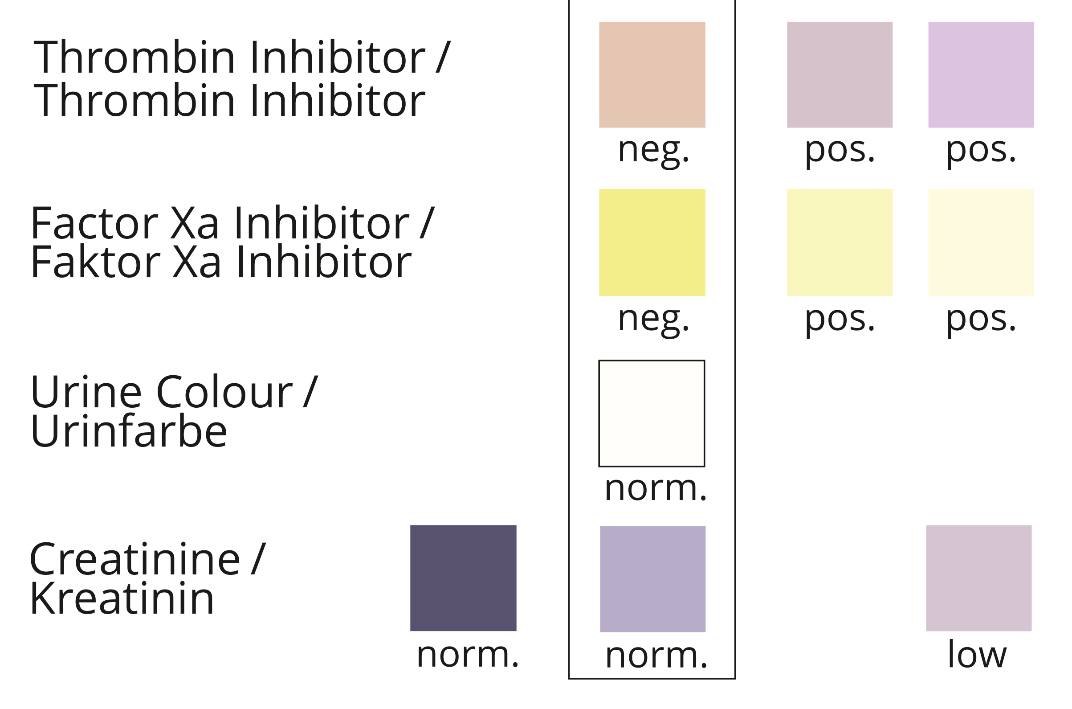 Thrombin Inhibitor /
Thrombin Inhibitor
neg. pos. pos.
Factor Xa Inhibitor /
Faktor Xa Inhibitor
neg. pos. pos.
Urine Colour /
Urinfarbe
norm.
Creatinine /
Kreatinin
norm. norm. low